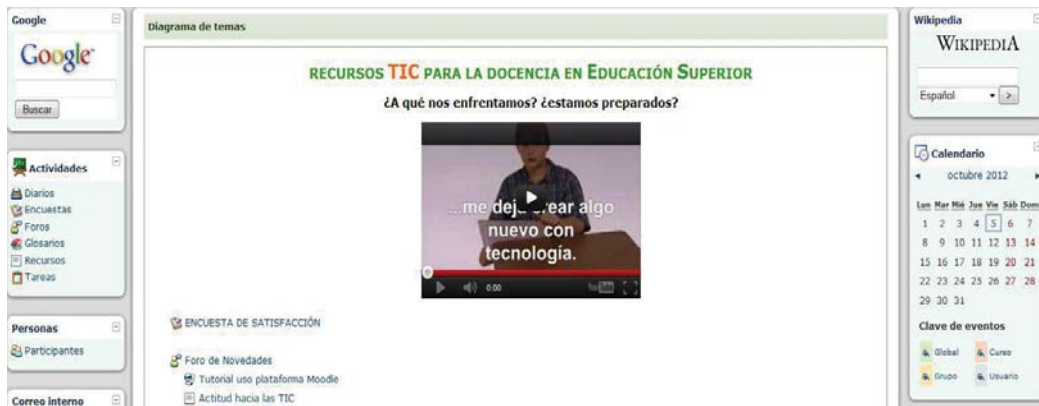 Google
Google
Buscar
Actividades
Diarios
Encuestas
Foros
Glosarios
Recursos
Tareas
Personas
Participantes
Correo interno
Diagrama de temas
RECURSOS TIC PARA LA DOCENCIA EN EDUCACIÓN SUPERIOR
¿A qué nos enfrentamos? ¿estamos preparados?
...me deja crear algo
nuevo con
tecnología.
0:00
YouTube
ENCUESTA DE SATISFACCIÓN
Foro de Novedades
Tutorial uso plataforma Moodle
Actitud hacia las TIC
Wikipedia
WIKIPEDIA
Español >
Calendario
octubre 2012
Lun Mar Mié Jue Vie Sáb Dom
1 2 3 4 5 6 7
8 9 10 11 12 13 14
15 16 17 18 19 20 21
22 23 24 25 26 27 28
29 30 31
Clave de eventos
Global Curso
Grupo Usuario